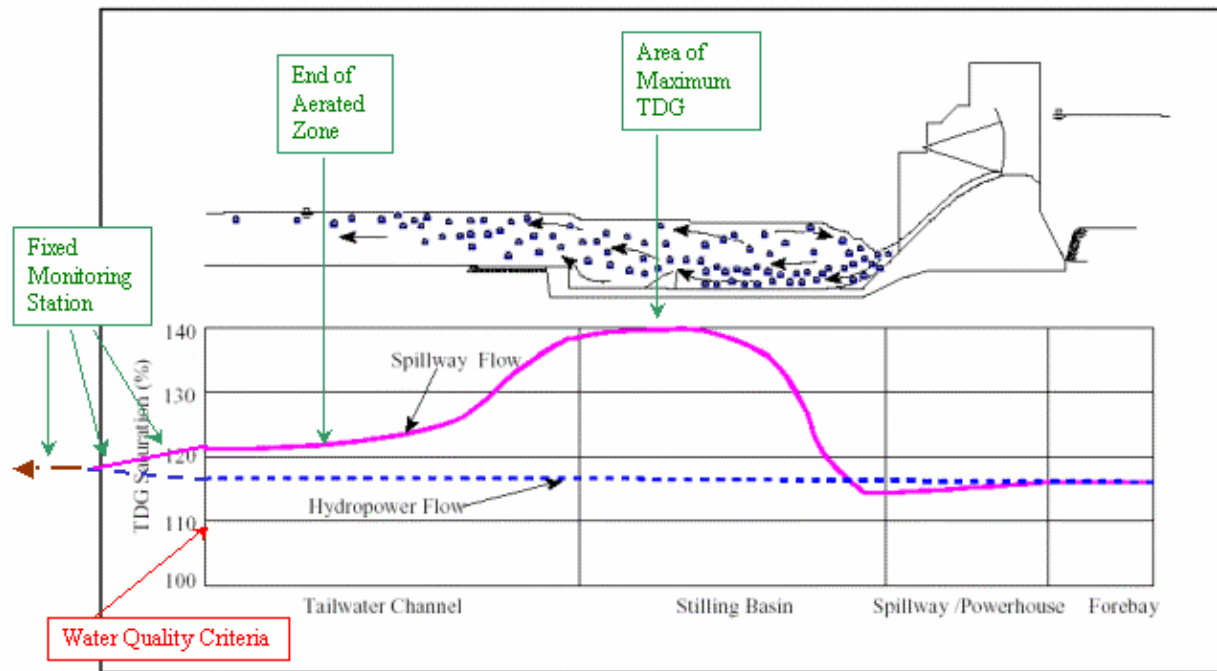 Area of
Maximum
TDG
End of
Aerated
Zone
Fixed
Monitoring
Station
140
130
120
110
100
TDG Saturation (%)
Spillway Flow
Hydropower Flow
Tailwater Channel
Stilling Basin
Spillway /Powerhouse
Forebay
Water Quality Criteria